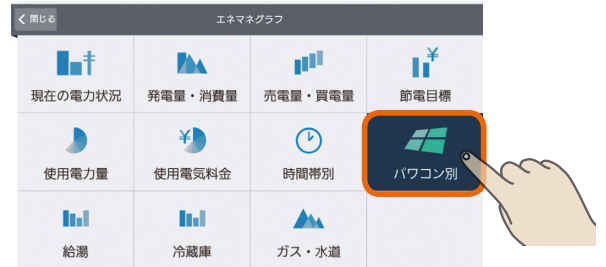 閉じる
エネマネグラフ
現在の電力状況 発電量・消費量 売電量・買電量 節電目標
使用電力量 使用電気料金 時間帯別 パワコン別
給湯 冷蔵庫 ガス・水道